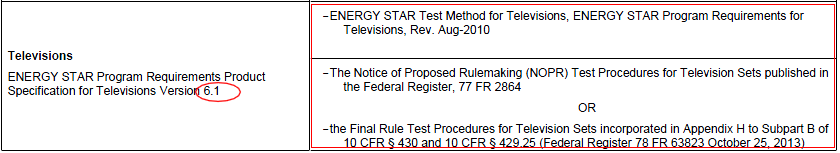 Televisions
ENERGY STAR Program Requirements Product
Specification for Televisions Version 6.1
−ENERGY STAR Test Method for Televisions, ENERGY STAR Program Requirements for
Televisions, Rev. Aug-2010
−The Notice of Proposed Rulemaking (NOPR) Test Procedures for Television Sets published in
the Federal Register, 77 FR 2864
OR
−the Final Rule Test Procedures for Television Sets incorporated in Appendix H to Subpart B of
10 CFR § 430 and 10 CFR § 429.25 (Federal Register 78 FR 63823 October 25, 2013)